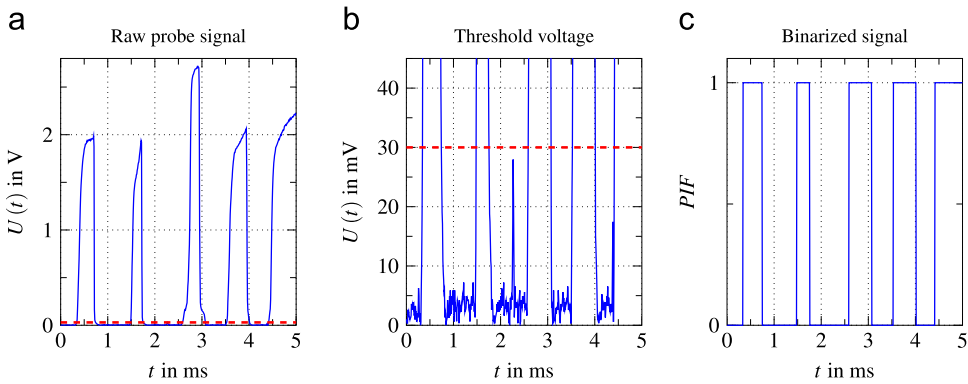 a
Raw probe signal
U(t) in V
2
1
0
0 1 2 3 4 5
t in ms
b
Threshold voltage
U(t) in mV
40
30
20
10
0
0 1 2 3 4 5
t in ms
c
Binarized signal
PIF
1
0
0 1 2 3 4 5
t in ms